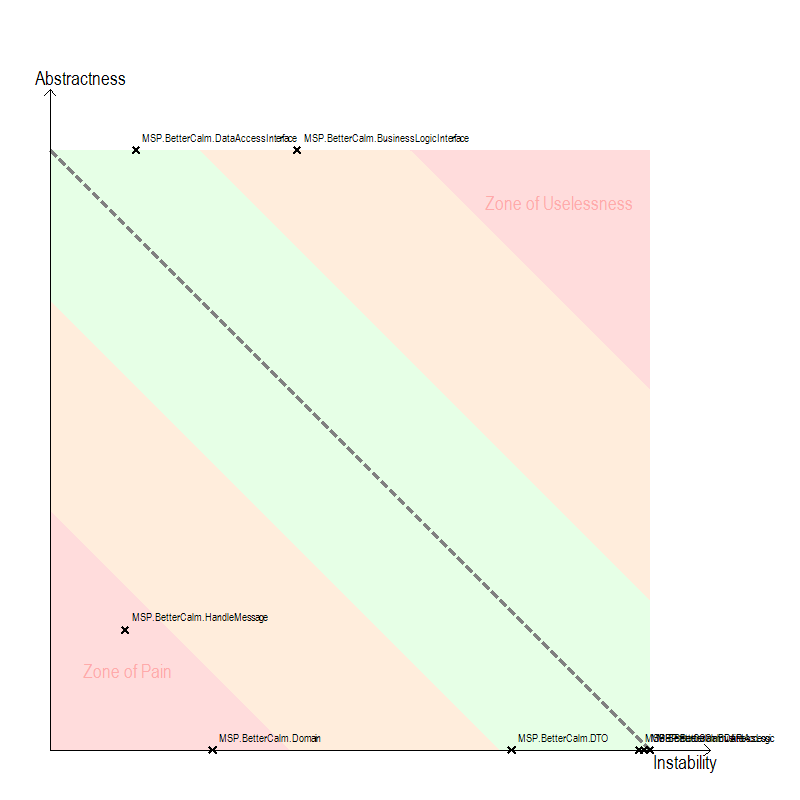 Abstractness
MSP.BetterCalm.DataAccessInterface
MSP.BetterCalm.BusinessLogicInterface
Zone of Uselessness
MSP.BetterCalm.HandleMessage
Zone of Pain
MSP.BetterCalm.Domain
MSP.BetterCalm.DTO
Instability